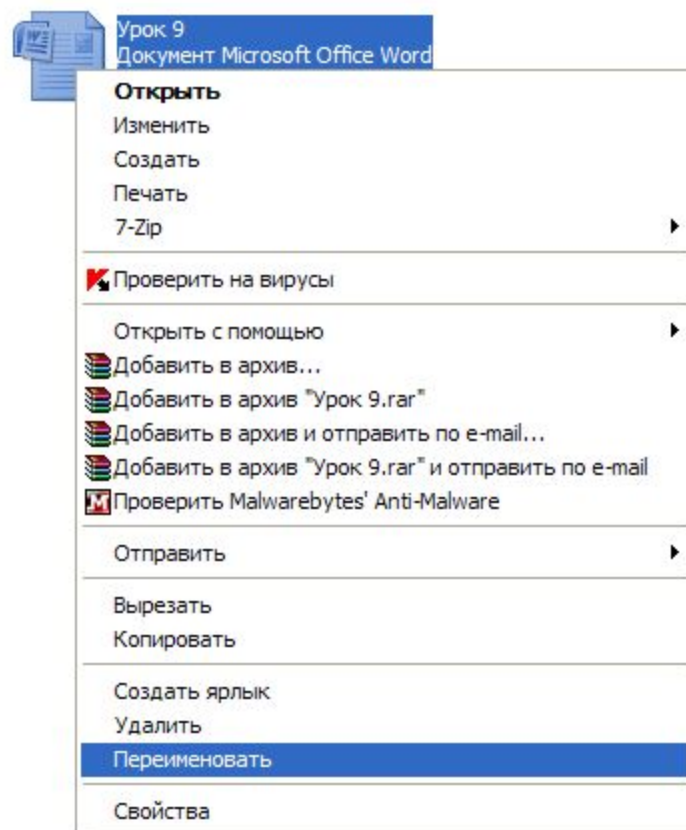 Урок 9
Документ Microsoft Office Word
Открыть
Изменить
Создать
Печать
7-Zip
Проверить на вирусы
Открыть с помощью
Добавить в архив...
Добавить в архив "Урок 9.rar"
Добавить в архив и отправить по e-mail...
Добавить в архив "Урок 9.rar" и отправить по e-mail
Проверить Malwarebytes' Anti-Malware
Отправить
Вырезать
Копировать
Создать ярлык
Удалить
Переименовать
Свойства